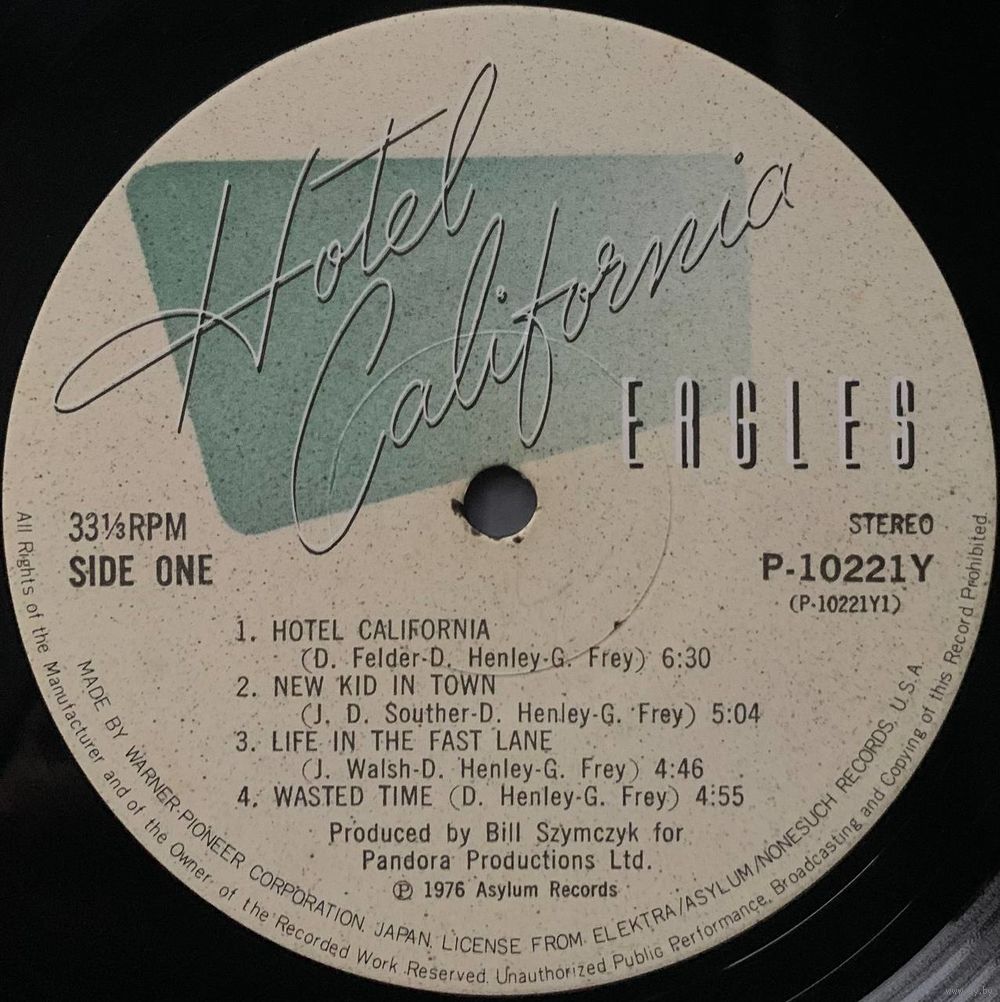 Hotel
California
EAGLES
33⅓RPM
SIDE ONE
STEREO
P-10221Y
(P-10221Y1)
1. HOTEL CALIFORNIA
(D. Felder-D. Henley-G. Frey) 6:30
2. NEW KID IN TOWN
(J. D. Souther-D. Henley-G. Frey) 5:04
3. LIFE IN THE FAST LANE
(J. Walsh-D. Henley-G. Frey) 4:46
4. WASTED TIME (D. Henley-G. Frey) 4:55
Produced by Bill Szymczyk for
Pandora Productions Ltd.
Ⓟ 1976 Asylum Records
MADE BY WARNER-PIONEER CORPORATION, JAPAN. LICENSE FROM ELEKTRA/ASYLUM/NONESUCH RECORDS, U.S.A.
All Rights of the Manufacturer and of the Owner of the Recorded Work Reserved. Unauthorized Public Performance, Broadcasting and Copying of this Record Prohibited.